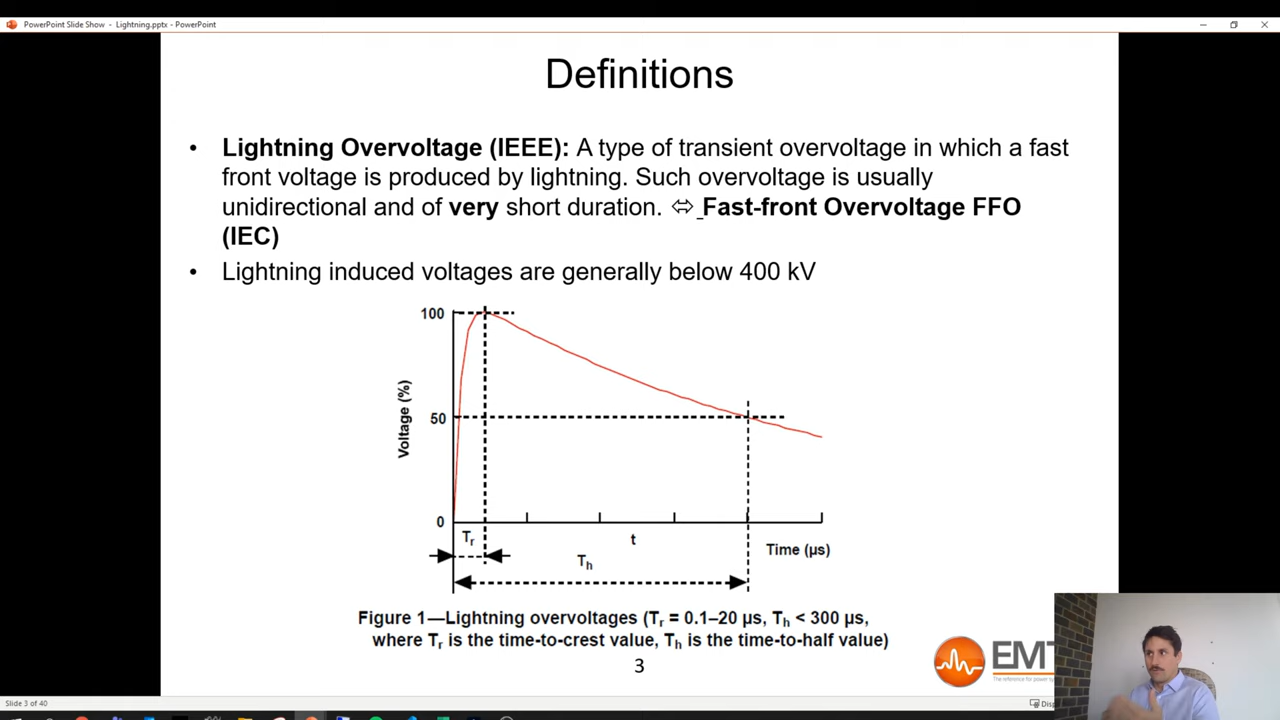 PowerPoint Slide Show - Lightning.pptx - PowerPoint
Definitions
• Lightning Overvoltage (IEEE): A type of transient overvoltage in which a fast
front voltage is produced by lightning. Such overvoltage is usually
unidirectional and of very short duration. ⇔ Fast-front Overvoltage FFO
(IEC)
• Lightning induced voltages are generally below 400 kV
100
50
0
Voltage (%)
Tr
t
Th
Time (µs)
Figure 1—Lightning overvoltages (Tr = 0.1–20 µs, Th < 300 µs,
where Tr is the time-to-crest value, Th is the time-to-half value)
3
EMT
The reference for power
Slide 3 of 40